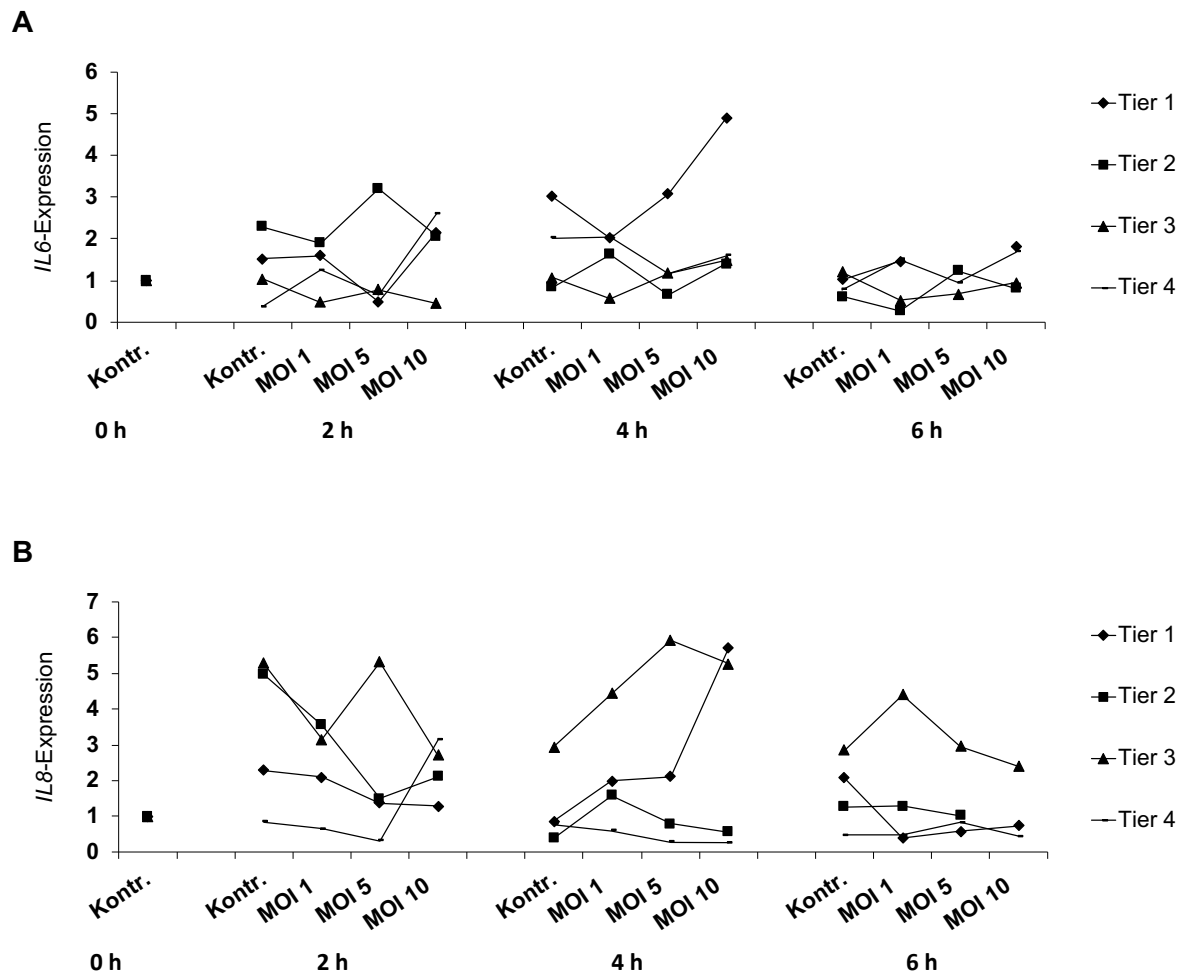 A
6
5
4
3
2
1
0
IL6-Expression
Kontr.
Kontr.
MOI 1
MOI 5
MOI 10
Kontr.
MOI 1
MOI 5
MOI 10
Kontr.
MOI 1
MOI 5
MOI 10
0 h 2 h 4 h 6 h
Tier 1
Tier 2
Tier 3
Tier 4
B
7
6
5
4
3
2
1
0
IL8-Expression
Kontr.
Kontr.
MOI 1
MOI 5
MOI 10
Kontr.
MOI 1
MOI 5
MOI 10
Kontr.
MOI 1
MOI 5
MOI 10
0 h 2 h 4 h 6 h
Tier 1
Tier 2
Tier 3
Tier 4